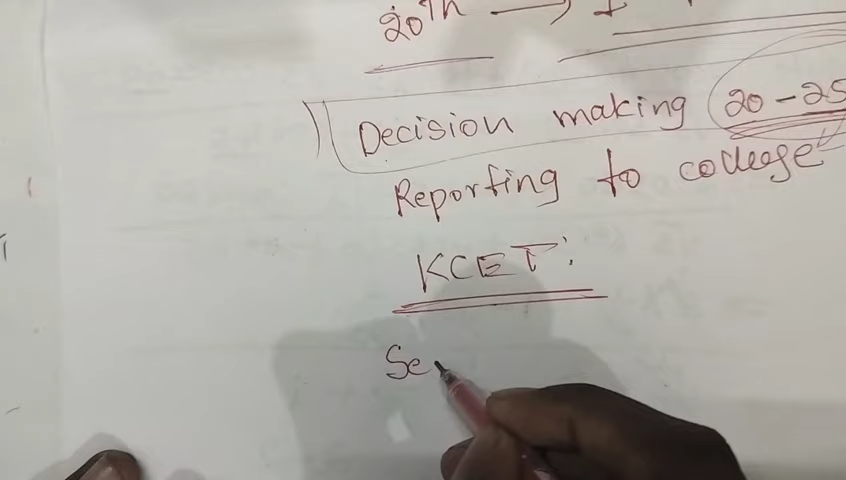 20th →
Decision making 20-25
Reporting to college
KCET:
Se